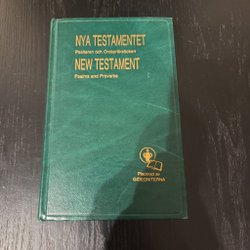 NYA TESTAMENTET
Psaltaren och Ordspråksboken
NEW TESTAMENT
Psalms and Proverbs
Placerad av
GIDEONITERNA